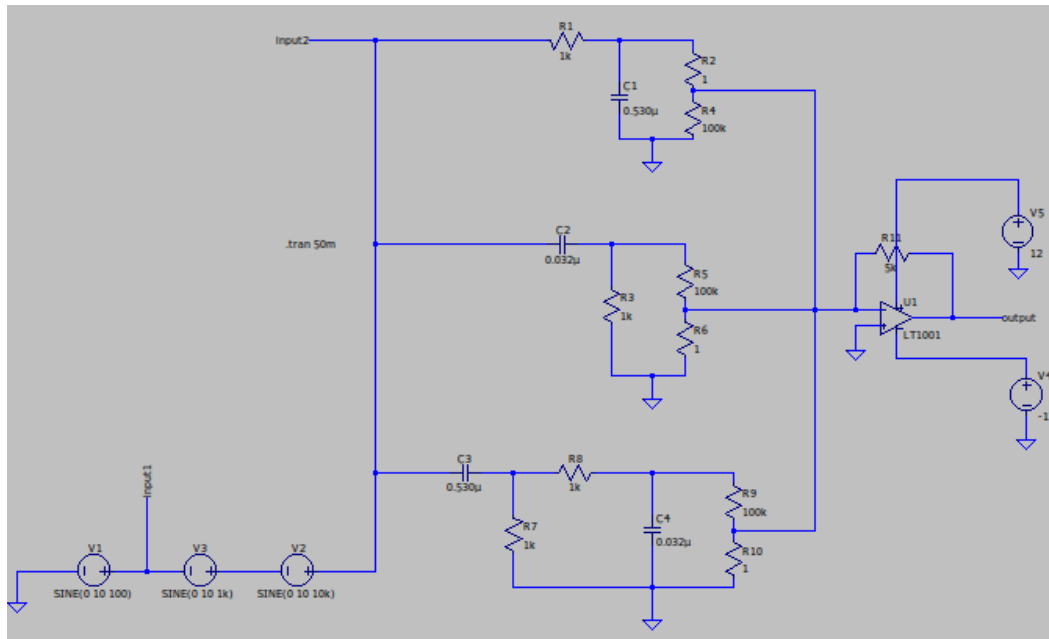 R1
Input2
1k
R2
1
C1
0.530µ
R4
100k
V5
12
C2
.tran 50m
0.032µ
R11
5k
R5
100k
R3
1k
U1
output
LT1001
R6
1
-1
C3
0.530µ
R8
1k
R9
100k
Input1
R7
1k
C4
0.032µ
R10
1
V1
V3
V2
SINE(0 10 100)
SINE(0 10 1k)
SINE(0 10 10k)